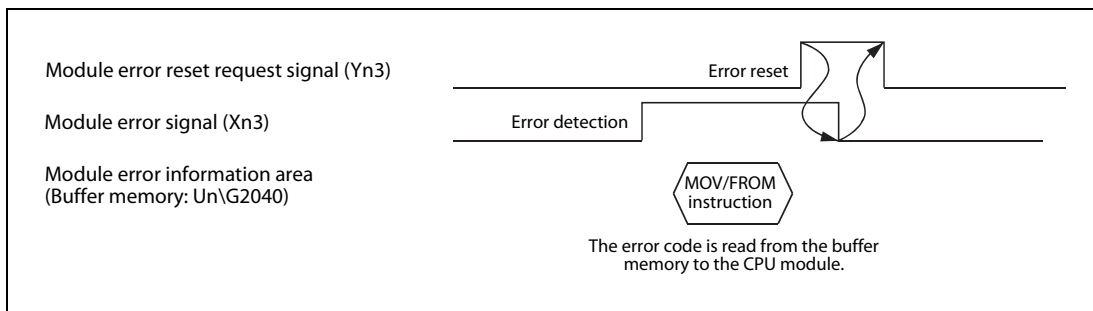 Module error reset request signal (Yn3)
Error reset
Module error signal (Xn3)
Error detection
Module error information area
(Buffer memory: Un\G2040)
MOV/FROM
instruction
The error code is read from the buffer
memory to the CPU module.